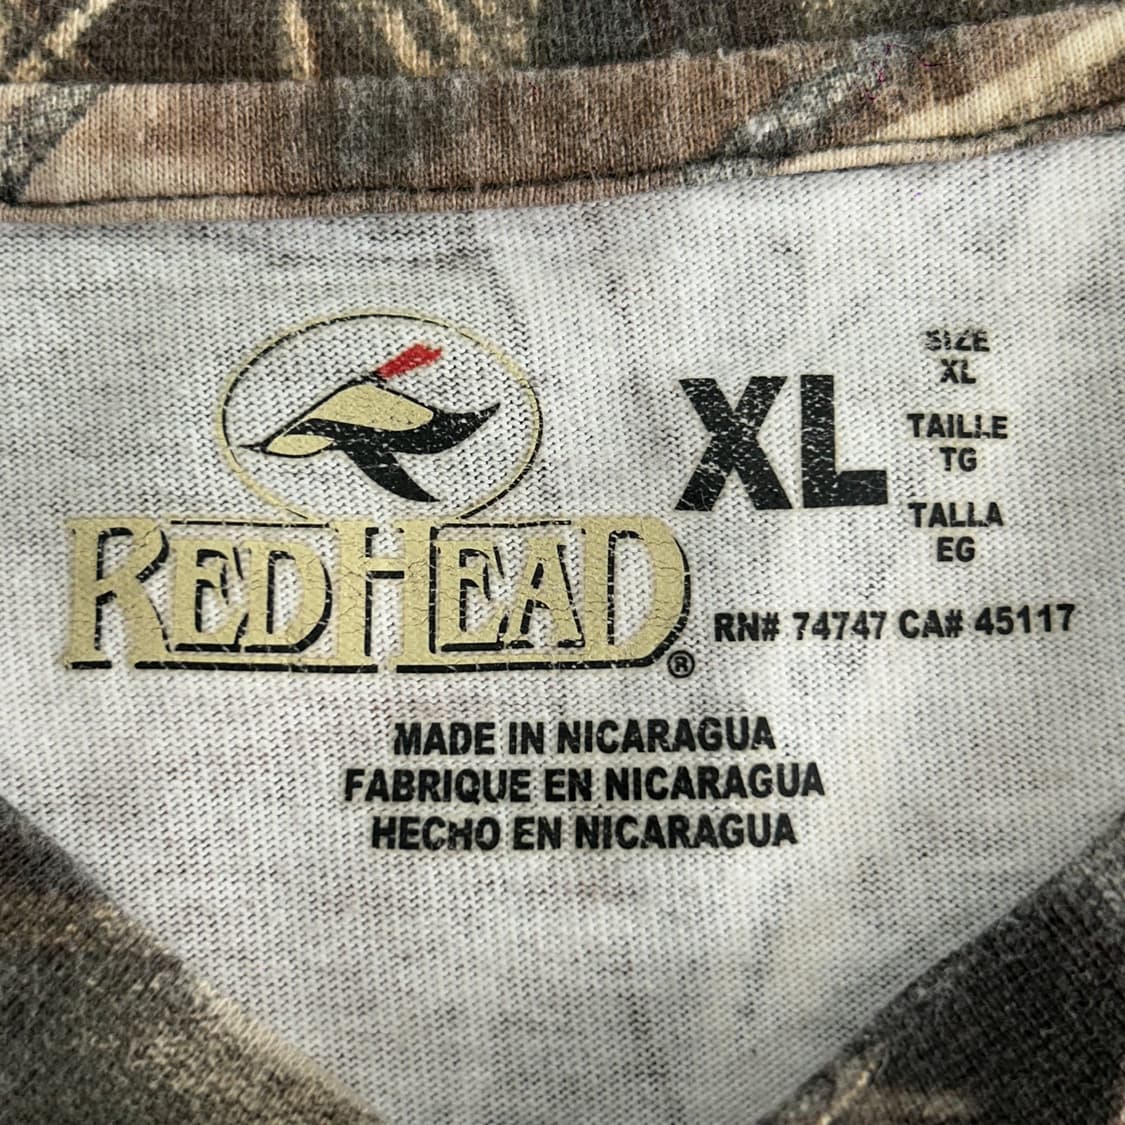 REDHEAD®
XL
SIZE
XL
TAILLE
TG
TALLA
EG
RN# 74747 CA# 45117
MADE IN NICARAGUA
FABRIQUE EN NICARAGUA
HECHO EN NICARAGUA